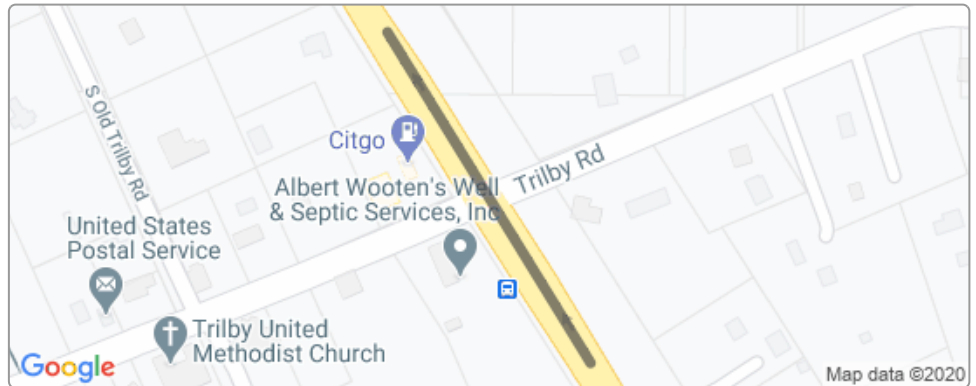 S Old Trilby Rd
Citgo
Trilby Rd
Albert Wooten's Well
& Septic Services, Inc
United States
Postal Service
Trilby United
Methodist Church
Google
Map data ©2020